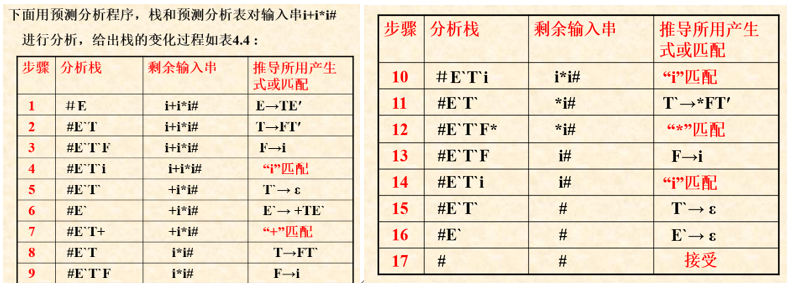 下面用预测分析程序，栈和预测分析表对输入串i+i*i#
进行分析，给出栈的变化过程如表4.4：
步骤 分析栈 剩余输入串 推导所用产生
式或匹配
1 #E i+i*i# E→TE′
2 #E`T i+i*i# T→FT′
3 #E`T`F i+i*i# F→i
4 #E`T`i i+i*i# “i”匹配
5 #E`T` +i*i# T`→ ε
6 #E` +i*i# E`→ +TE`
7 #E`T+ +i*i# “+”匹配
8 #E`T i*i# T→FT`
9 #E`T`F i*i# F→i
步骤 分析栈 剩余输入串 推导所用产生
式或匹配
10 #E`T`i i*i# “i”匹配
11 #E`T` *i# T`→*FT′
12 #E`T`F* *i# “*”匹配
13 #E`T`F i# F→i
14 #E`T`i i# “i”匹配
15 #E`T` # T`→ ε
16 #E` # E`→ ε
17 # # 接受